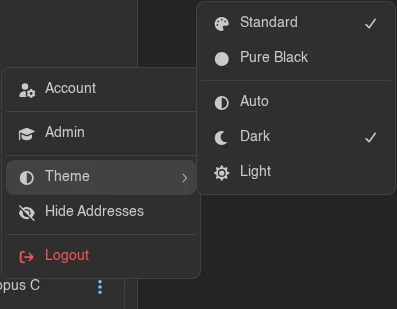 Standard
Pure Black
Auto
Dark
Light
Account
Admin
Theme
Hide Addresses
Logout
opus C